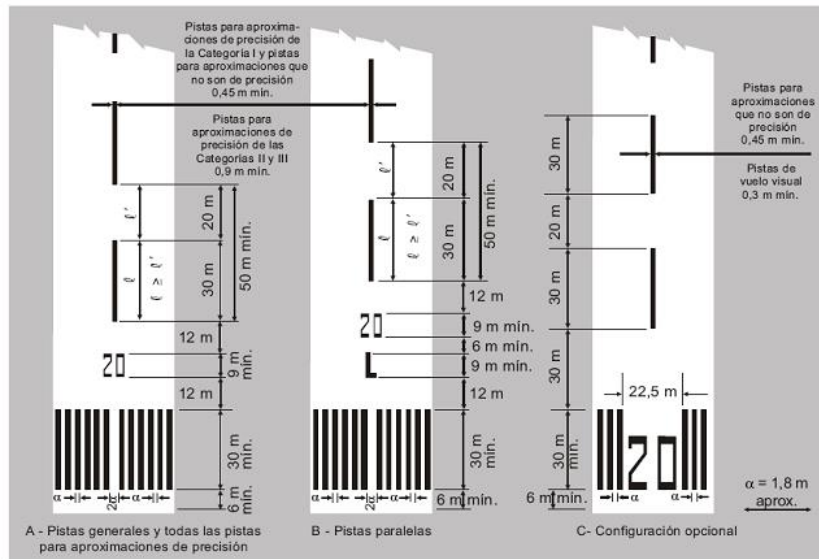 Pistas para aproxima-
ciones de precisión
de la Categoría I y pistas
para aproximaciones que
no son de precisión
0,45 m mín.
Pistas para
aproximaciones de
precisión de las
Categorías II y III
0,9 m mín.
ℓ'
20 m
ℓ
ℓ ≥ ℓ'
30 m
50 m mín.
12 m
20
9 m
mín.
12 m
30 m
mín.
α
2α
α
6 m
mín.
A - Pistas generales y todas las pistas
para aproximaciones de precisión
ℓ'
20 m
ℓ
ℓ ≥ ℓ'
30 m
50 m mín.
12 m
20
9 m mín.
6 m mín.
L
9 m mín.
12 m
30 m
mín.
α
2α
α
6 m mín.
B - Pistas paralelas
Pistas para
aproximaciones
que no son de
precisión
0,45 m mín.
Pistas de
vuelo visual
0,3 m mín.
30 m
20 m
30 m
30 m
22,5 m
30 m
mín.
20
α
α
6 m mín.
α = 1,8 m
aprox.
C- Configuración opcional